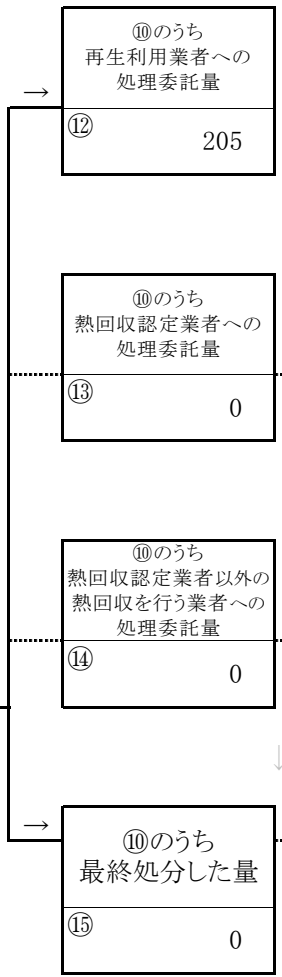 ⑩のうち
再生利用業者への
処理委託量
→
⑫
205
⑩のうち
熱回収認定業者への
処理委託量
⑬
0
⑩のうち
熱回収認定業者以外の
熱回収を行う業者への
処理委託量
⑭
0
↓
→
⑩のうち
最終処分した量
⑮
0